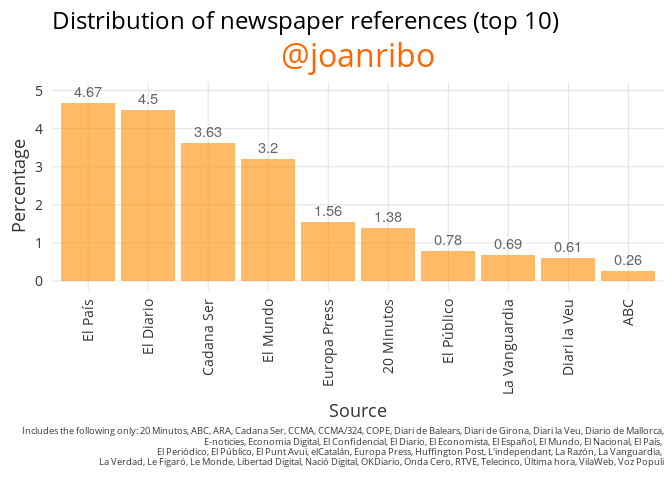 Distribution of newspaper references (top 10)
@joanribo
Percentage
5
4
3
2
1
0
4.67
4.5
3.63
3.2
1.56
1.38
0.78
0.69
0.61
0.26
El País
El Diario
Cadana Ser
El Mundo
Europa Press
20 Minutos
El Público
La Vanguardia
Diari la Veu
ABC
Source
Includes the following only: 20 Minutos, ABC, ARA, Cadana Ser, CCMA, CCMA/324, COPE, Diari de Balears, Diari de Girona, Diari la Veu, Diario de Mallorca,
E-noticies, Economia Digital, El Confidencial, El Diario, El Economista, El Español, El Mundo, El Nacional, El País,
El Periódico, El Público, El Punt Avui, elCatalán, Europa Press, Huffington Post, L'independant, La Razón, La Vanguardia,
La Verdad, Le Figaró, Le Monde, Libertad Digital, Nació Digital, OKDiario, Onda Cero, RTVE, Telecinco, Última hora, VilaWeb, Voz Populi